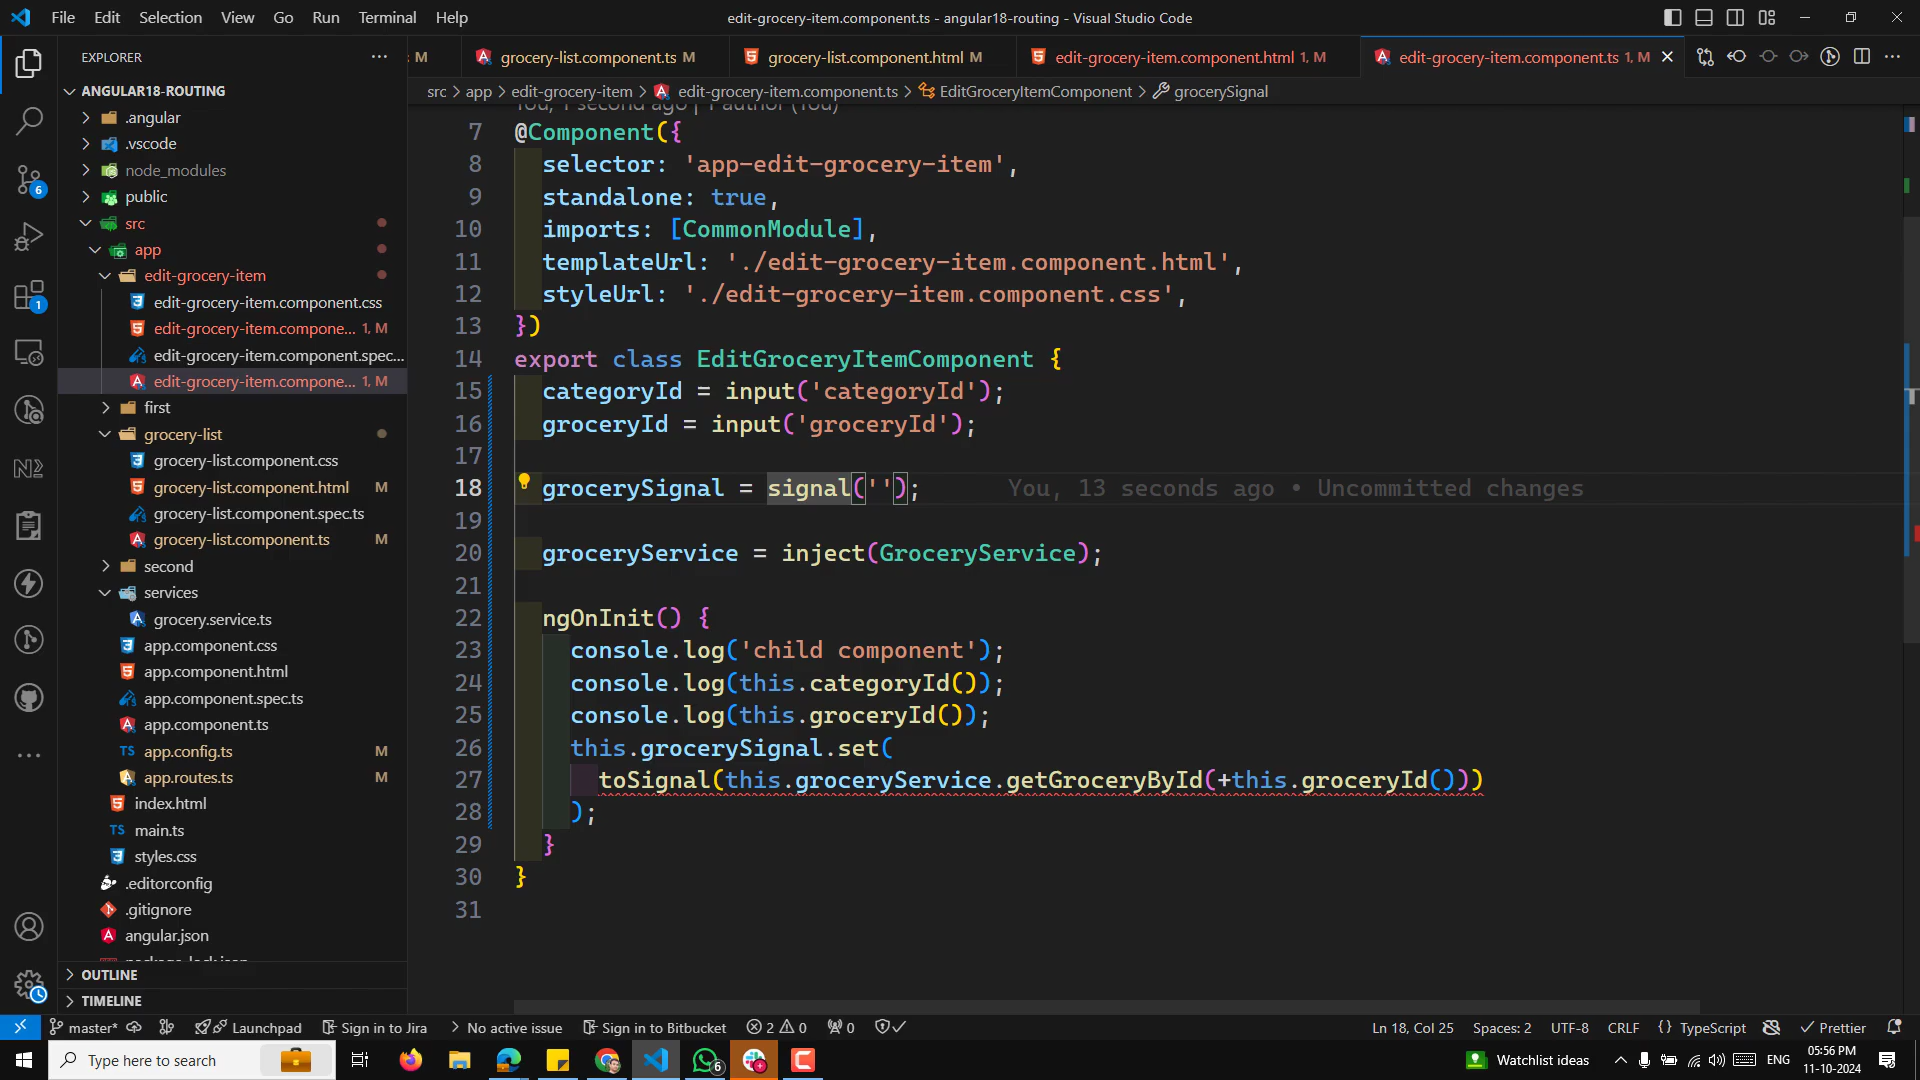 File Edit Selection View Go Run Terminal Help
edit-grocery-item.component.ts - angular18-routing - Visual Studio Code
EXPLORER
M
grocery-list.component.ts M
grocery-list.component.html M
edit-grocery-item.component.html 1, M
edit-grocery-item.component.ts 1, M
src > app > edit-grocery-item > edit-grocery-item.component.ts > EditGroceryItemComponent > grocerySignal
ANGULAR18-ROUTING
.angular
.vscode
node_modules
public
src
app
edit-grocery-item
edit-grocery-item.component.css
edit-grocery-item.compone... 1, M
edit-grocery-item.component.spec...
edit-grocery-item.compone... 1, M
first
grocery-list
grocery-list.component.css
grocery-list.component.html M
grocery-list.component.spec.ts
grocery-list.component.ts M
second
services
grocery.service.ts
app.component.css
app.component.html
app.component.spec.ts
app.component.ts
TS app.config.ts M
app.routes.ts M
index.html
TS main.ts
styles.css
.editorconfig
.gitignore
angular.json
OUTLINE
TIMELINE
6
1
You, 1 second ago | 1 author (You)
7 @Component({
8 selector: 'app-edit-grocery-item',
9 standalone: true,
10 imports: [CommonModule],
11 templateUrl: './edit-grocery-item.component.html',
12 styleUrl: './edit-grocery-item.component.css',
13 })
14 export class EditGroceryItemComponent {
15 categoryId = input('categoryId');
16 groceryId = input('groceryId');
17
18 grocerySignal = signal(''); You, 13 seconds ago • Uncommitted changes
19
20 groceryService = inject(GroceryService);
21
22 ngOnInit() {
23 console.log('child component');
24 console.log(this.categoryId());
25 console.log(this.groceryId());
26 this.grocerySignal.set(
27 toSignal(this.groceryService.getGroceryById(+this.groceryId()))
28 );
29 }
30 }
31
master* Launchpad Sign in to Jira > No active issue Sign in to Bitbucket 2 0 0
Ln 18, Col 25 Spaces: 2 UTF-8 CRLF {} TypeScript Prettier
Type here to search
6
Watchlist ideas
ENG
05:56 PM
11-10-2024